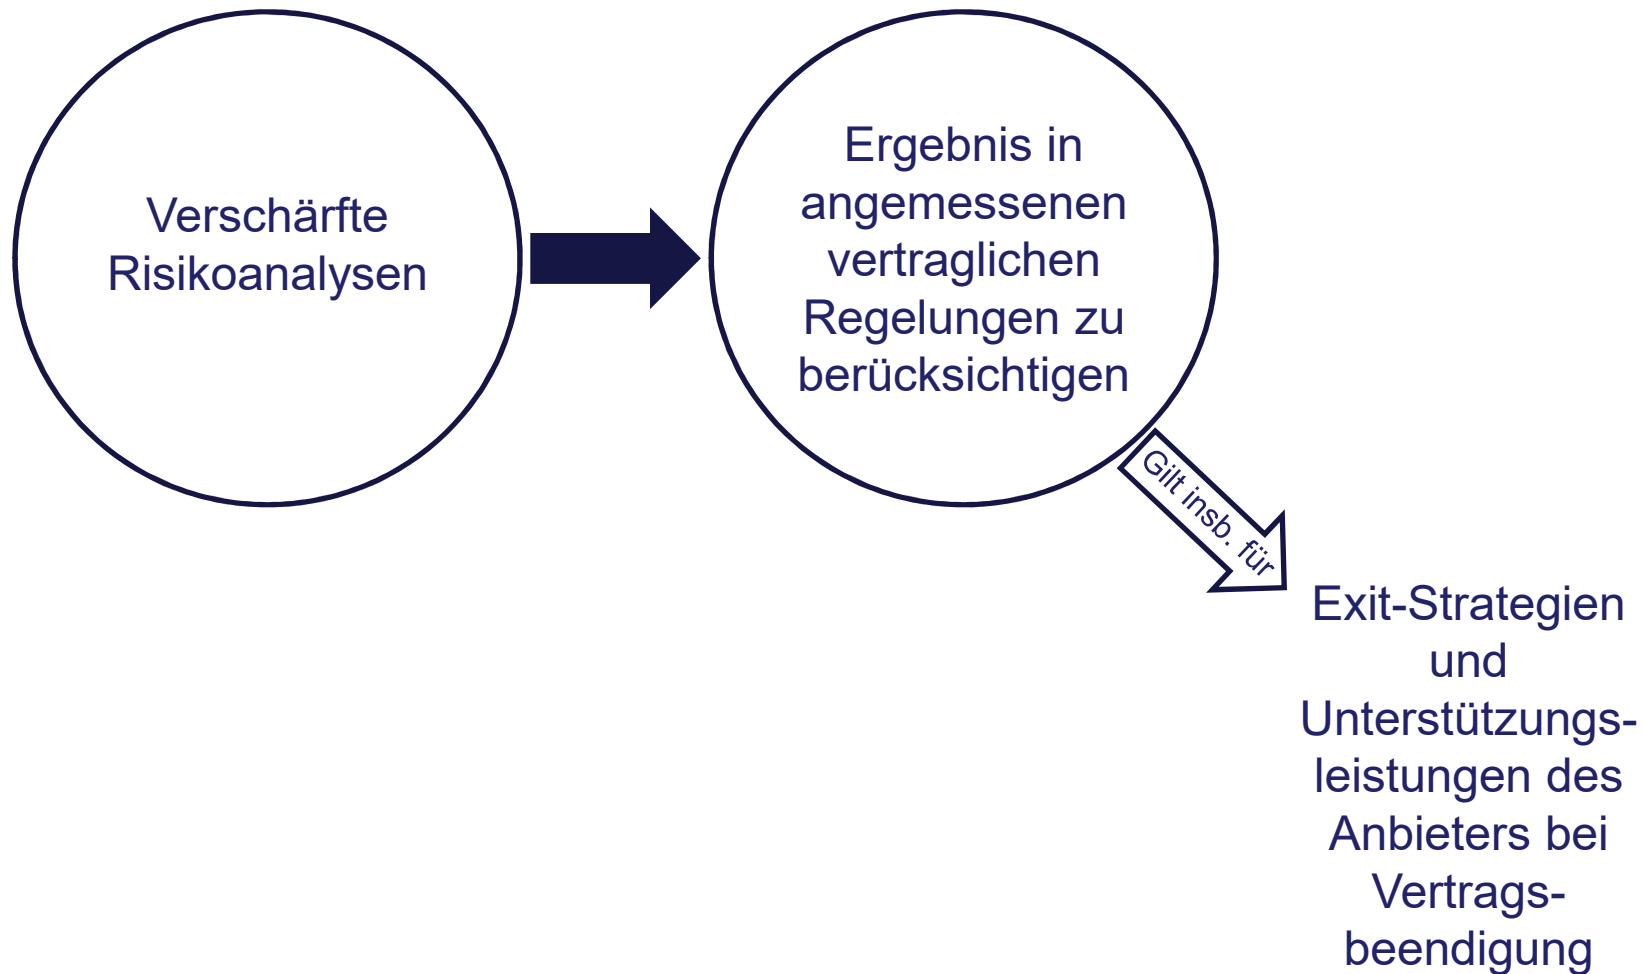 Verschärfte
Risikoanalysen
Ergebnis in
angemessenen
vertraglichen
Regelungen zu
berücksichtigen
Gilt insb. für
Exit-Strategien
und
Unterstützungs-
leistungen des
Anbieters bei
Vertrags-
beendigung